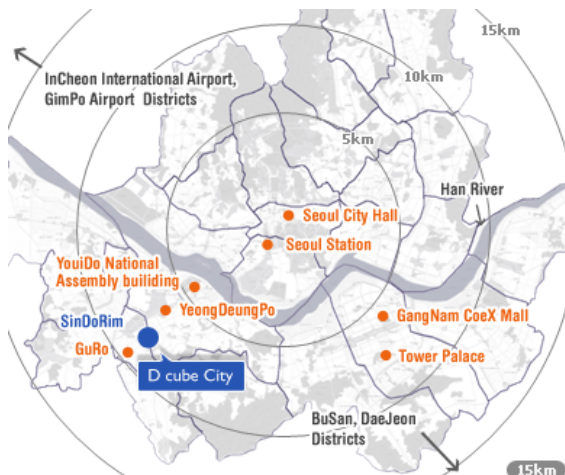 15km
InCheon International Airport,
GimPo Airport Districts
10km
5km
Han River
Seoul City Hall
Seoul Station
YouiDo National
Assembly builiding
YeongDeungPo
SinDoRim
GangNam CoeX Mall
GuRo
Tower Palace
D cube City
BuSan, DaeJeon
Districts
15km